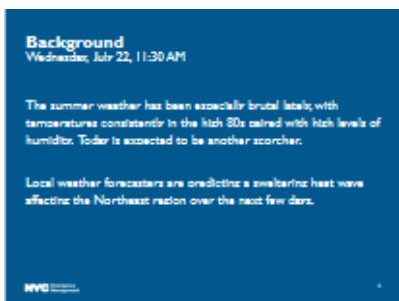 Background
Wednesday, July 22, 11:30 AM
The summer weather has been especially brutal lately, with
temperatures consistently in the high 80s paired with high levels of
humidity. Today is expected to be another scorcher.
Local weather forecasters are predicting a sweltering heat wave
affecting the Northeast region over the next few days.
NYC Emergency
Management